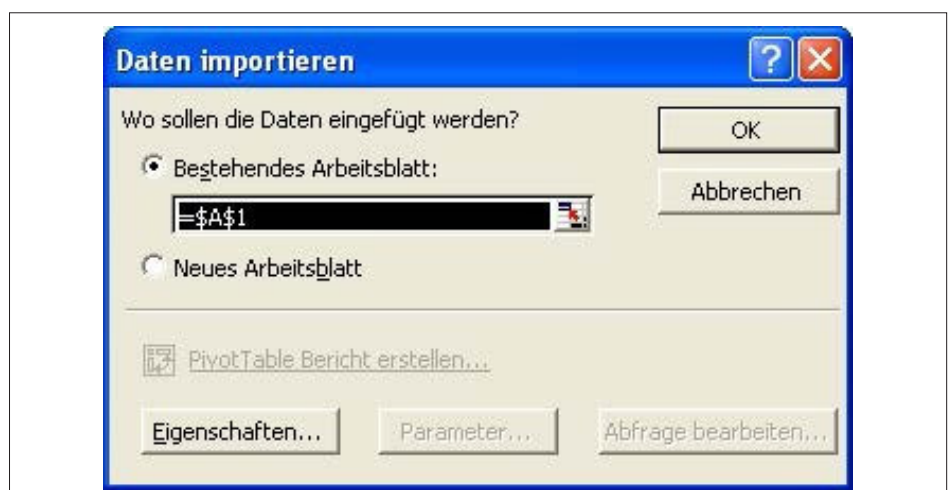 Daten importieren
Wo sollen die Daten eingefügt werden?
OK
Bestehendes Arbeitsblatt:
Abbrechen
=$A$1
Neues Arbeitsblatt
PivotTable Bericht erstellen...
Eigenschaften... Parameter... Abfrage bearbeiten...